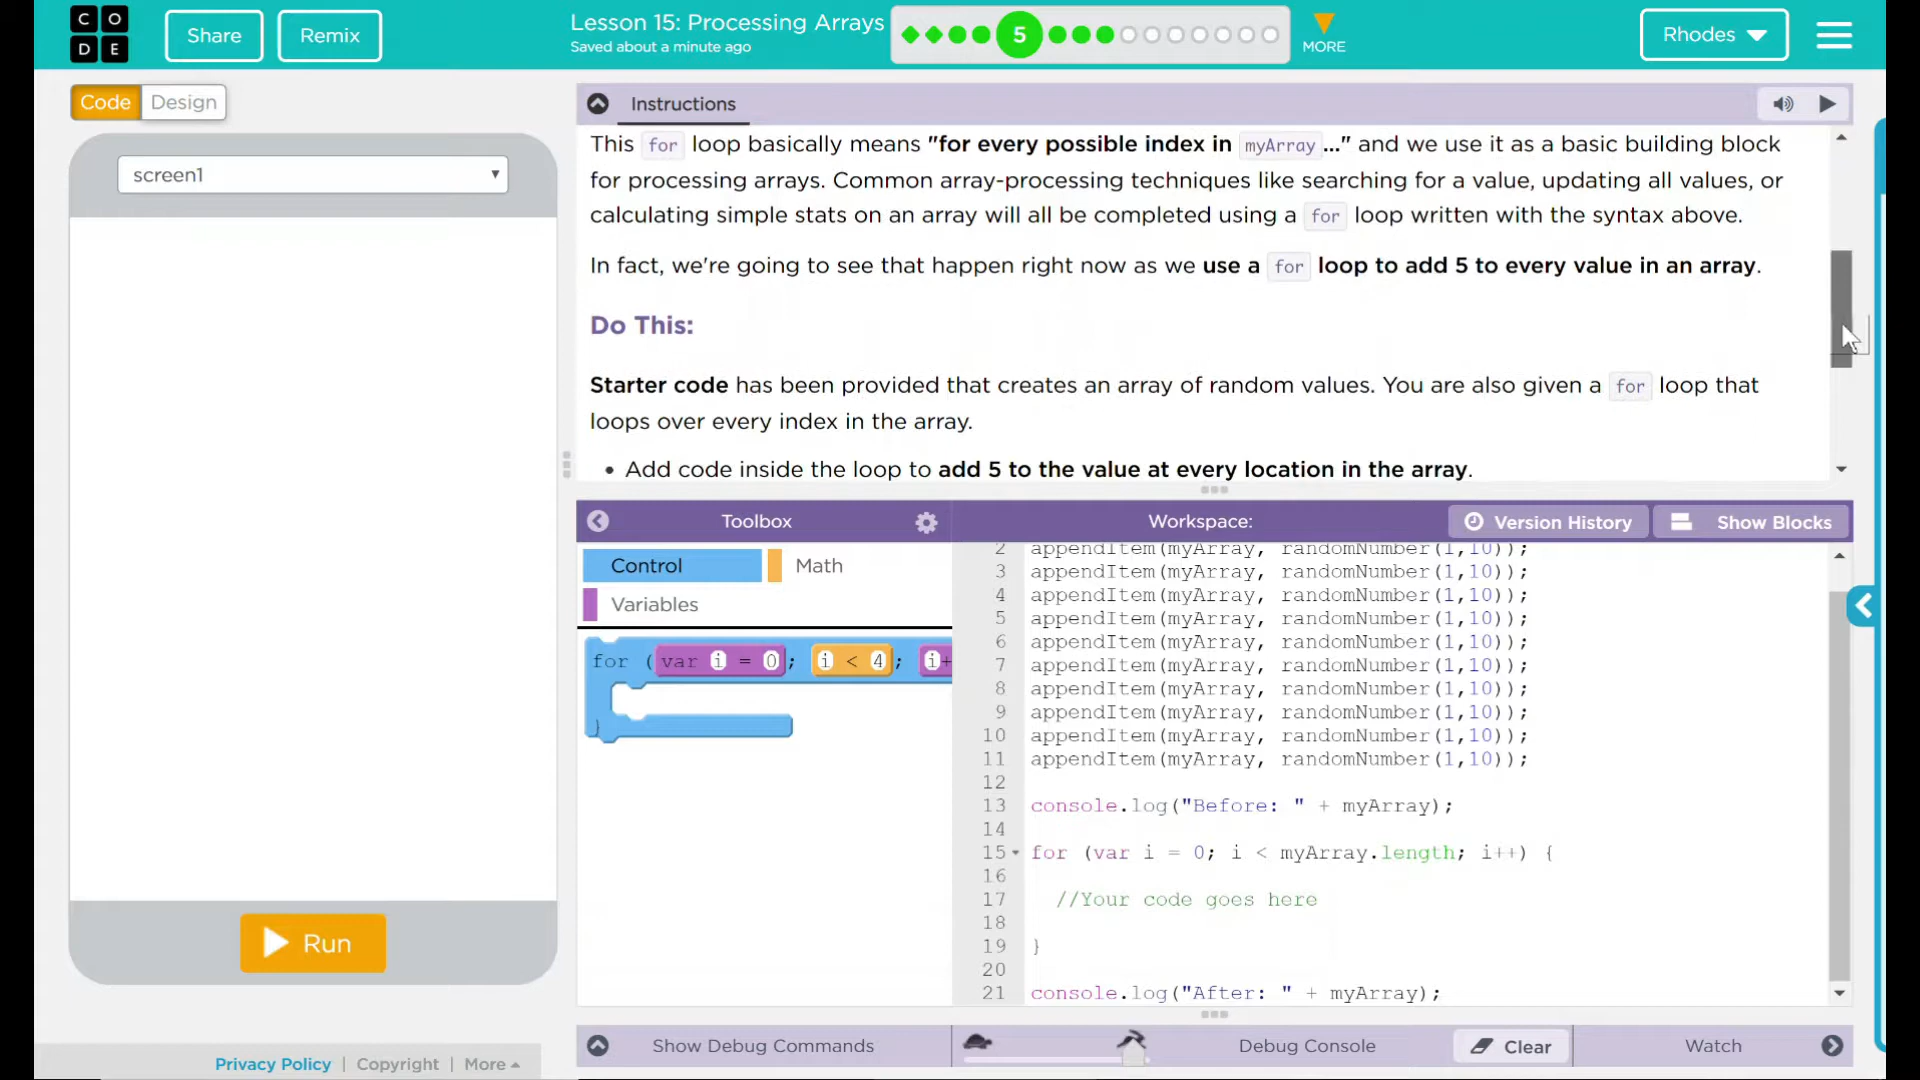 C O
D E
Share
Remix
Lesson 15: Processing Arrays
Saved about a minute ago
5
MORE
Rhodes
Code
Design
Instructions
screen1
This for loop basically means "for every possible index in myArray ..." and we use it as a basic building block
for processing arrays. Common array-processing techniques like searching for a value, updating all values, or
calculating simple stats on an array will all be completed using a for loop written with the syntax above.
In fact, we're going to see that happen right now as we use a for loop to add 5 to every value in an array.
Do This:
Starter code has been provided that creates an array of random values. You are also given a for loop that
loops over every index in the array.
• Add code inside the loop to add 5 to the value at every location in the array.
Toolbox
Workspace:
Version History
Show Blocks
Control
Math
Variables
for ( var i = 0 ; i < 4 ; i+
}
2 appendItem(myArray, randomNumber(1,10));
3 appendItem(myArray, randomNumber(1,10));
4 appendItem(myArray, randomNumber(1,10));
5 appendItem(myArray, randomNumber(1,10));
6 appendItem(myArray, randomNumber(1,10));
7 appendItem(myArray, randomNumber(1,10));
8 appendItem(myArray, randomNumber(1,10));
9 appendItem(myArray, randomNumber(1,10));
10 appendItem(myArray, randomNumber(1,10));
11 appendItem(myArray, randomNumber(1,10));
12
13 console.log("Before: " + myArray);
14
15 for (var i = 0; i < myArray.length; i++) {
16
17 //Your code goes here
18
19 }
20
21 console.log("After: " + myArray);
Run
Show Debug Commands
Debug Console
Clear
Watch
Privacy Policy | Copyright | More